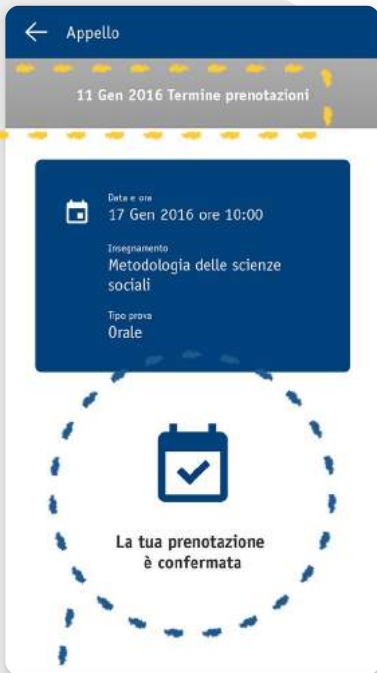 Appello
11 Gen 2016 Termine prenotazioni
Data e ora
17 Gen 2016 ore 10:00
Insegnamento
Metodologia delle scienze
sociali
Tipo prova
Orale
La tua prenotazione
è confermata